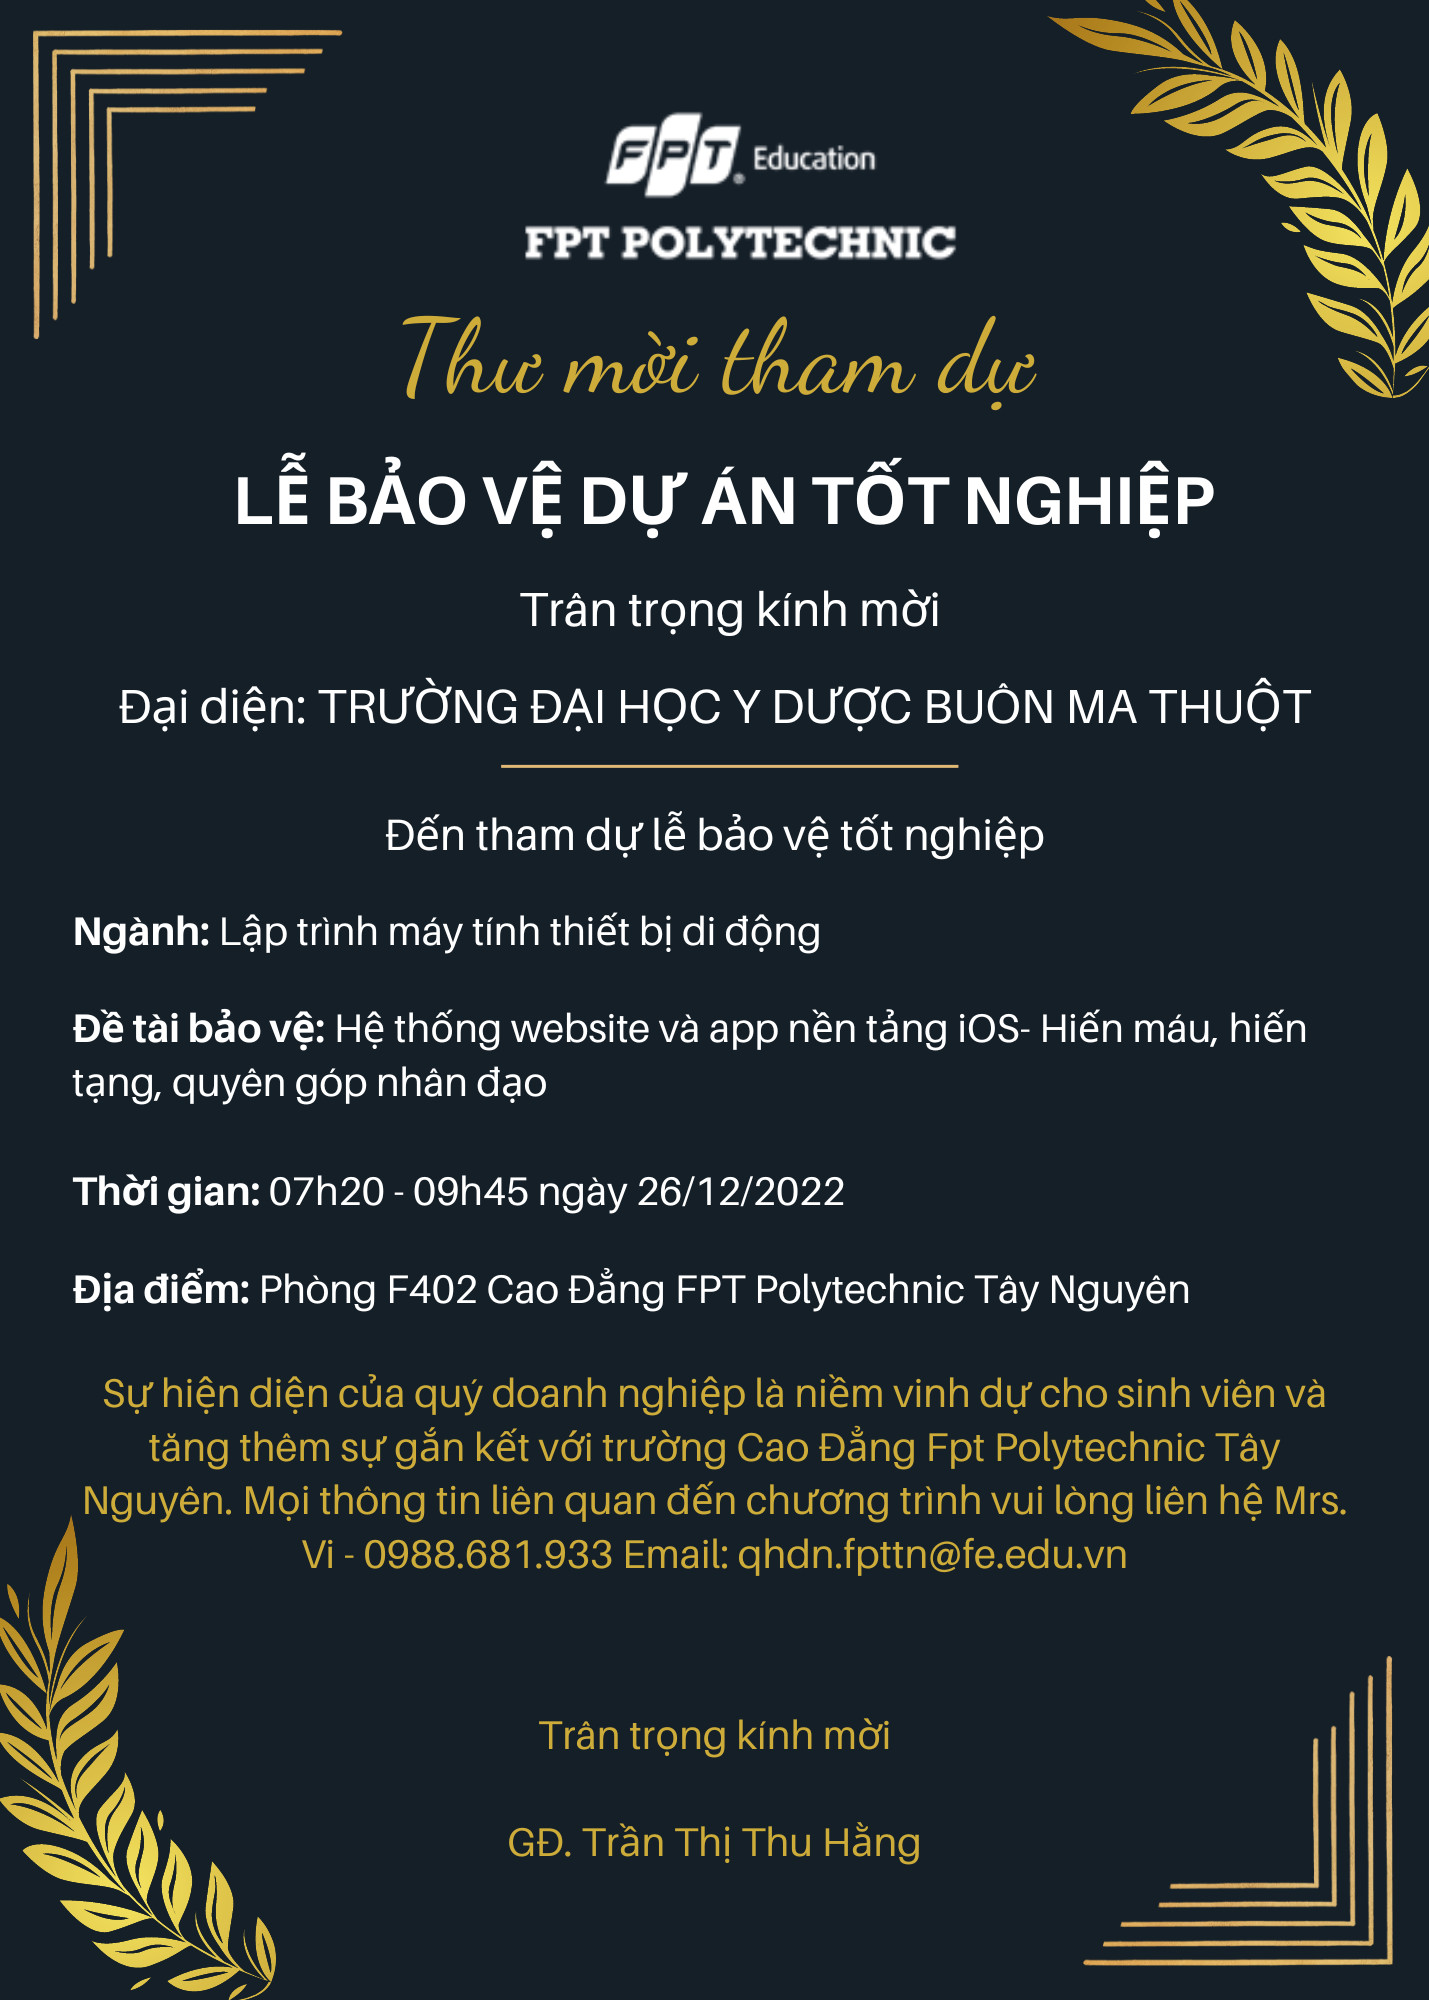 FPT Education
FPT POLYTECHNIC
Thư mời tham dự
LỄ BẢO VỆ DỰ ÁN TỐT NGHIỆP
Trân trọng kính mời
Đại diện: TRƯỜNG ĐẠI HỌC Y DƯỢC BUÔN MA THUỘT
Đến tham dự lễ bảo vệ tốt nghiệp
Ngành: Lập trình máy tính thiết bị di động
Đề tài bảo vệ: Hệ thống website và app nền tảng iOS- Hiến máu, hiến
tạng, quyên góp nhân đạo
Thời gian: 07h20 - 09h45 ngày 26/12/2022
Địa điểm: Phòng F402 Cao Đẳng FPT Polytechnic Tây Nguyên
Sự hiện diện của quý doanh nghiệp là niềm vinh dự cho sinh viên và
tăng thêm sự gắn kết với trường Cao Đẳng Fpt Polytechnic Tây
Nguyên. Mọi thông tin liên quan đến chương trình vui lòng liên hệ Mrs.
Vi - 0988.681.933 Email: qhdn.fpttn@fe.edu.vn
Trân trọng kính mời
GĐ. Trần Thị Thu Hằng